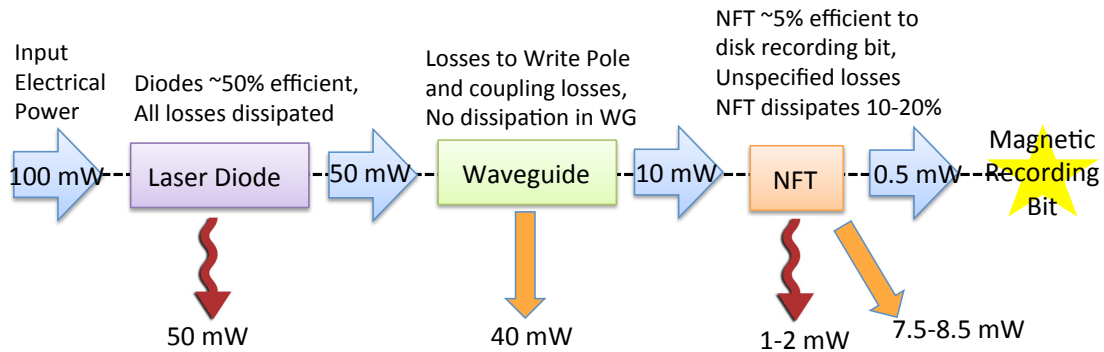 Input
Electrical
Power
Diodes ~50% efficient,
All losses dissipated
Losses to Write Pole
and coupling losses,
No dissipation in WG
NFT ~5% efficient to
disk recording bit,
Unspecified losses
NFT dissipates 10-20%
100 mW
Laser Diode
50 mW
Waveguide
10 mW
NFT
0.5 mW
Magnetic
Recording
Bit
50 mW
40 mW
1-2 mW
7.5-8.5 mW